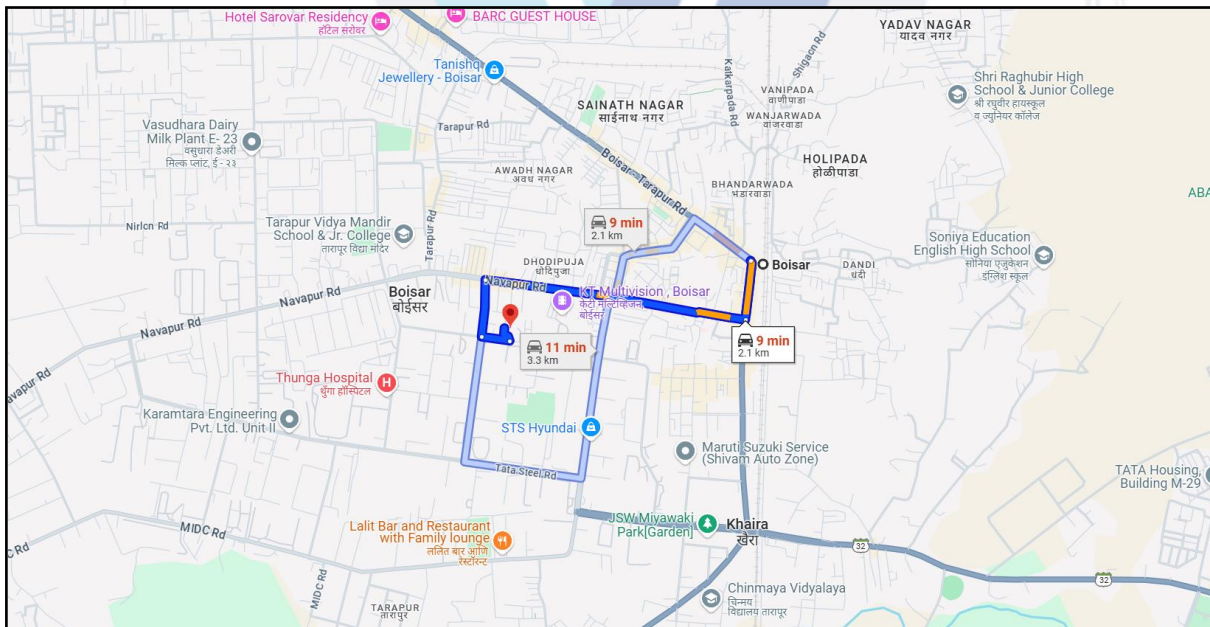 Hotel Sarovar Residency
हॉटेल सरोवर
BARC GUEST HOUSE
YADAV NAGAR
यादव नगर
Tanishq
Jewellery - Boisar
Katkarpada Rd
Shigaon Rd
Shri Raghubir High
School & Junior College
श्री रघुवीर हायस्कूल
व ज्युनियर कॉलेज
VANIPADA
वाणीपाडा
WANJARWADA
वांजरवाडा
SAINATH NAGAR
साईनाथ नगर
Vasudhara Dairy
Milk Plant E- 23
वसुधारा डेअरी
मिल्क प्लांट, ई - २३
Tarapur Rd
Boisar - Tarapur Rd
HOLIPADA
होळीपाडा
AWADH NAGAR
अवध नगर
BHANDARWADA
भंडारवाडा
ABA
Nirlon Rd
Tarapur Vidya Mandir
School & Jr. College
तारापूर विद्या मंदिर
Tarapur Rd
9 min
2.1 km
Soniya Education
English High School
सोनिया एजुकेशन
इंग्लिश स्कूल
DHODIPUJA
धोदिपुजा
Boisar
DANDI
दांडी
Navapur Rd
Navapur Rd
Boisar
बोईसर
KT Multivision , Boisar
केटी मल्टीव्हिजन,
बोईसर
Navapur Rd
11 min
3.3 km
9 min
2.1 km
Thunga Hospital
थुंगा हॉस्पिटल
Navapur Rd
Karamtara Engineering
Pvt. Ltd. Unit II
STS Hyundai
Maruti Suzuki Service
(Shivam Auto Zone)
Tata Steel Rd
TATA Housing,
Building M-29
MIDC Rd
Lalit Bar and Restaurant
with Family lounge
ललित बार आणि
रेस्टॉरन्ट
JSW Miyawaki
Park[Garden]
Khaira
खैरा
C Rd
32
32
MIDC Rd
TARAPUR
तारापुर
Chinmaya Vidyalaya
चिन्मय
विद्यालय तारापूर